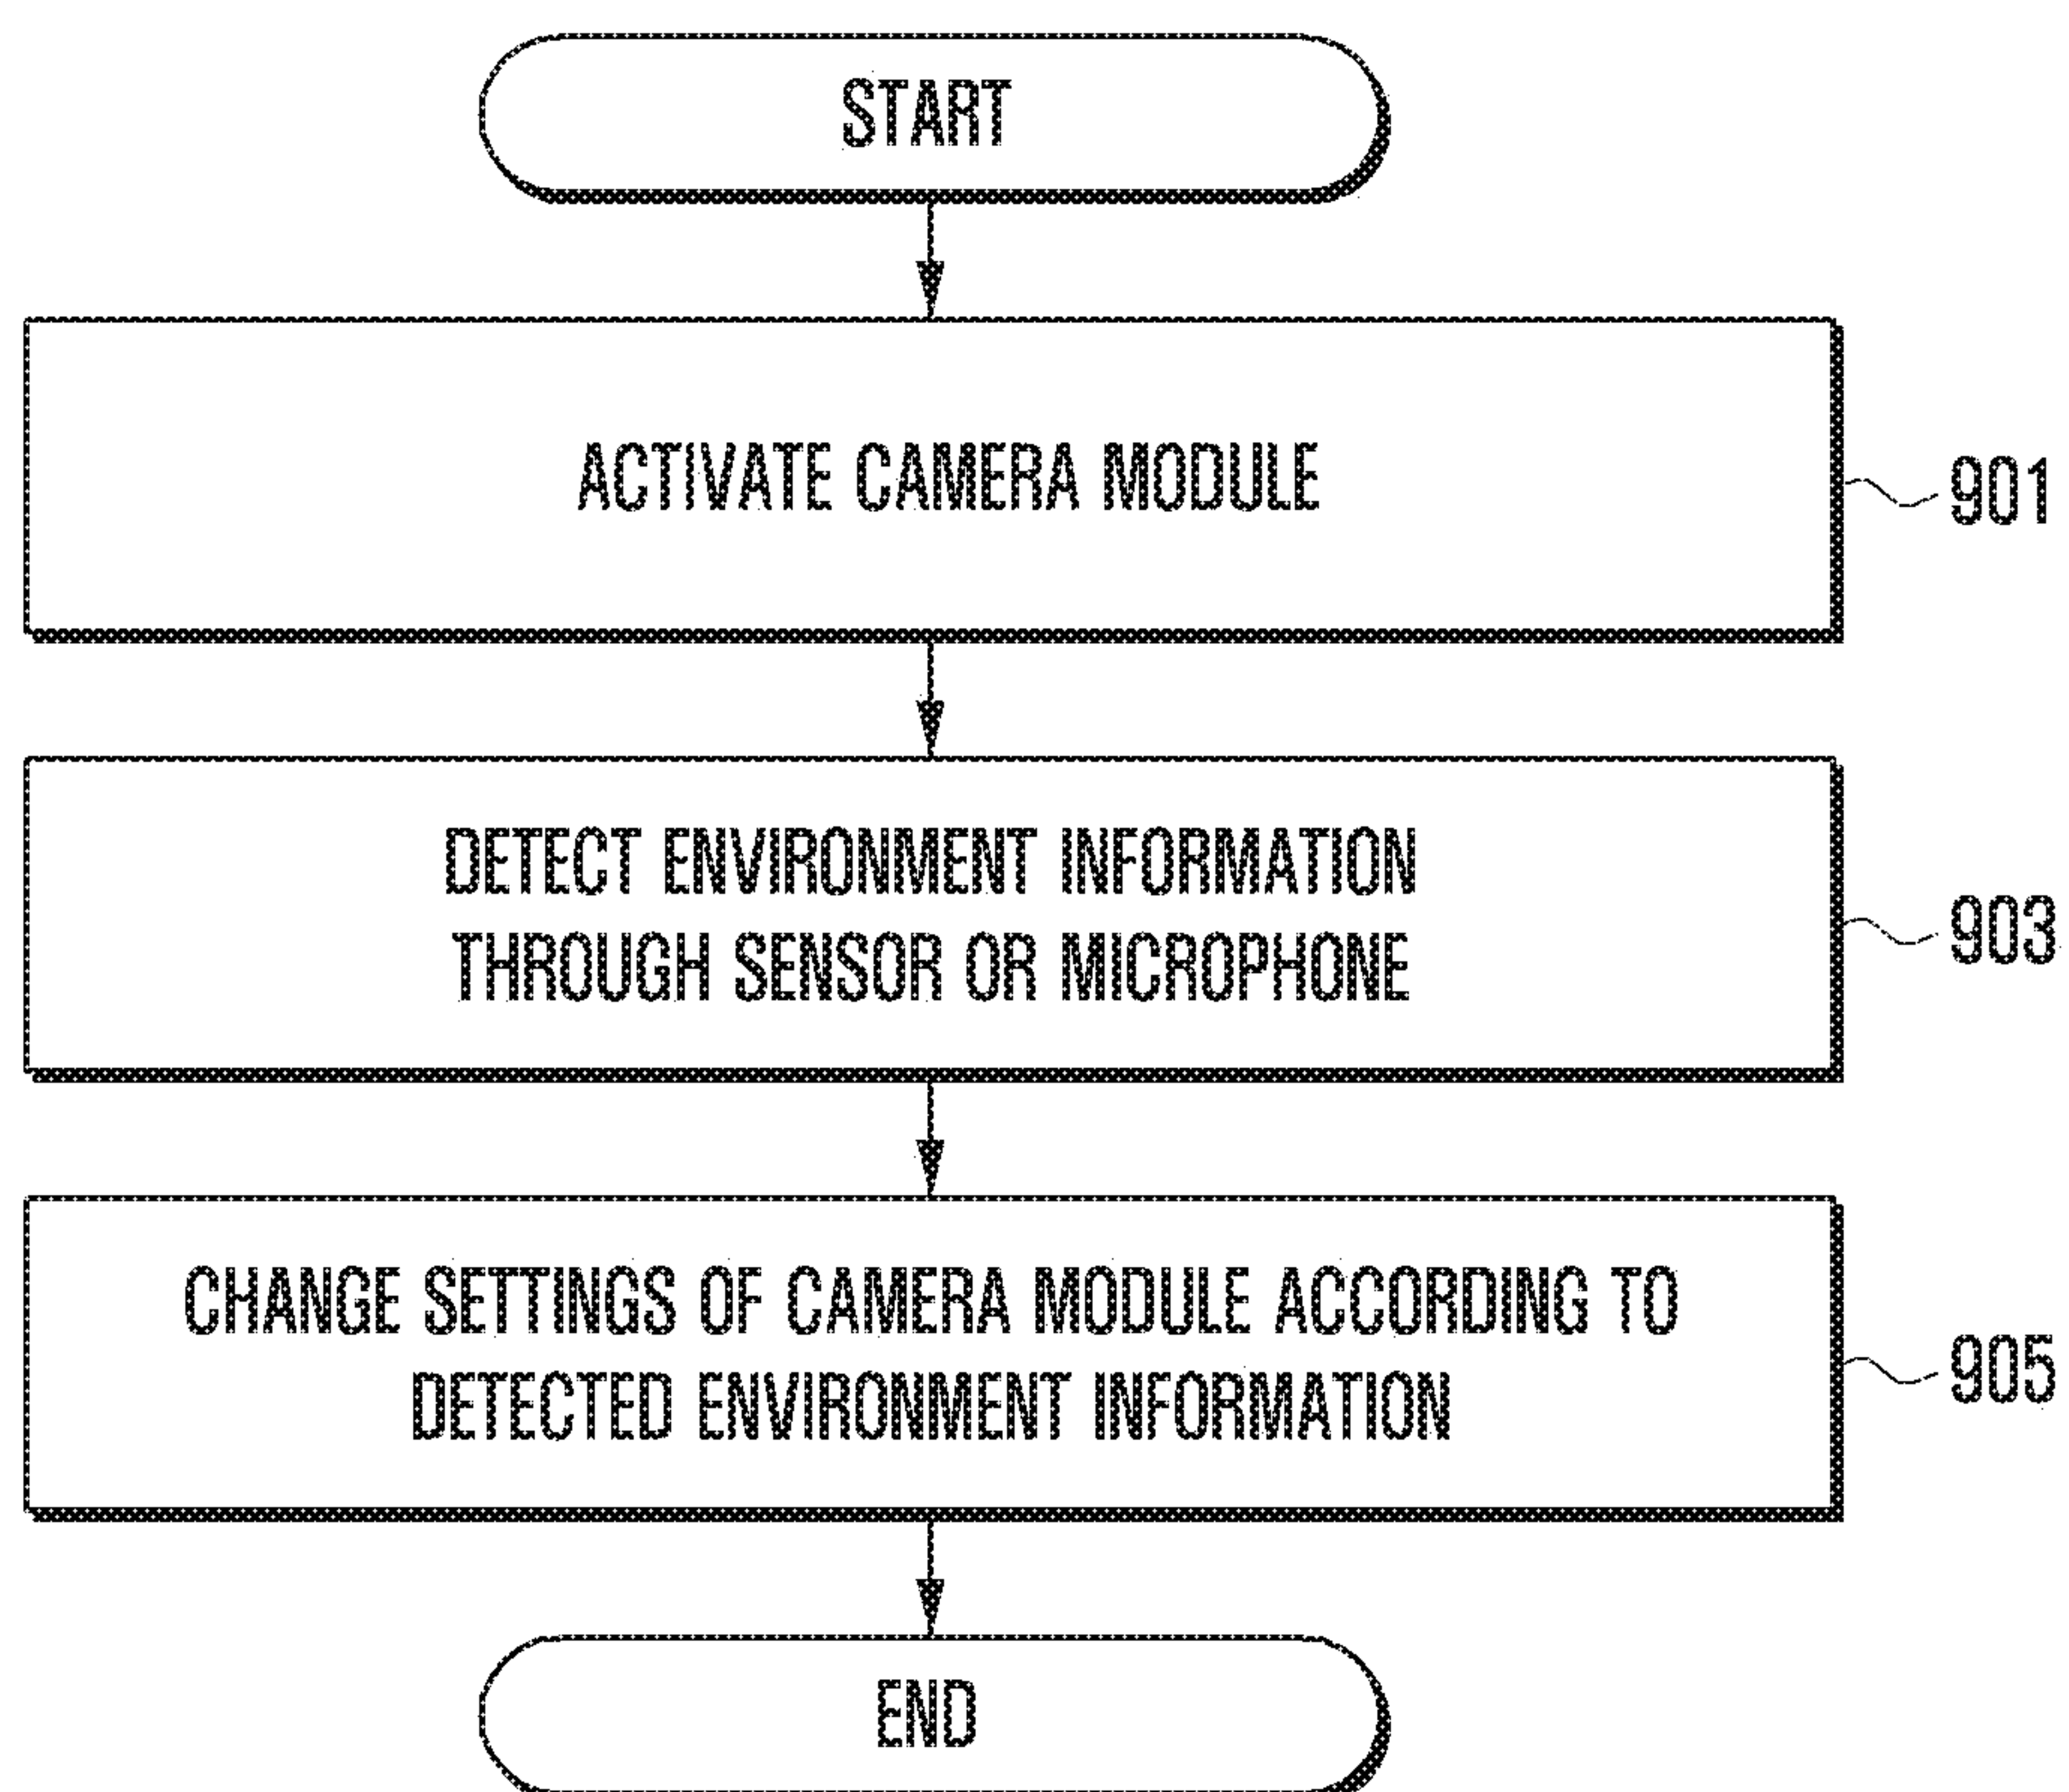 START
ACTIVATE CAMERA MODULE
901
DETECT ENVIRONMENT INFORMATION
THROUGH SENSOR OR MICROPHONE
903
CHANGE SETTINGS OF CAMERA MODULE ACCORDING TO
DETECTED ENVIRONMENT INFORMATION
905
END